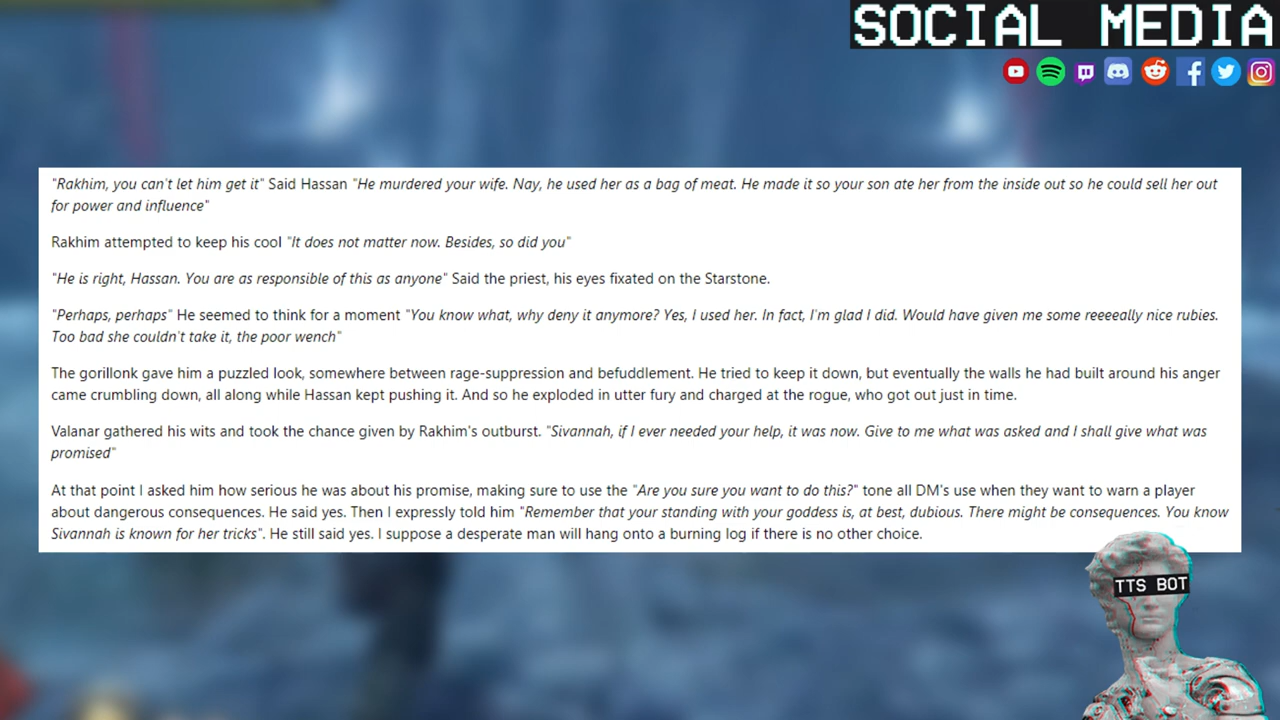 SOCIAL MEDIA
"Rakhim, you can't let him get it" Said Hassan "He murdered your wife. Nay, he used her as a bag of meat. He made it so your son ate her from the inside out so he could sell her out
for power and influence"
Rakhim attempted to keep his cool "It does not matter now. Besides, so did you"
"He is right, Hassan. You are as responsible of this as anyone" Said the priest, his eyes fixated on the Starstone.
"Perhaps, perhaps" He seemed to think for a moment "You know what, why deny it anymore? Yes, I used her. In fact, I'm glad I did. Would have given me some reeeeally nice rubies.
Too bad she couldn't take it, the poor wench"
The gorillonk gave him a puzzled look, somewhere between rage-suppression and befuddlement. He tried to keep it down, but eventually the walls he had built around his anger
came crumbling down, all along while Hassan kept pushing it. And so he exploded in utter fury and charged at the rogue, who got out just in time.
Valanar gathered his wits and took the chance given by Rakhim's outburst. "Sivannah, if I ever needed your help, it was now. Give to me what was asked and I shall give what was
promised"
At that point I asked him how serious he was about his promise, making sure to use the "Are you sure you want to do this?" tone all DM's use when they want to warn a player
about dangerous consequences. He said yes. Then I expressly told him "Remember that your standing with your goddess is, at best, dubious. There might be consequences. You know
Sivannah is known for her tricks". He still said yes. I suppose a desperate man will hang onto a burning log if there is no other choice.
TTS BOT